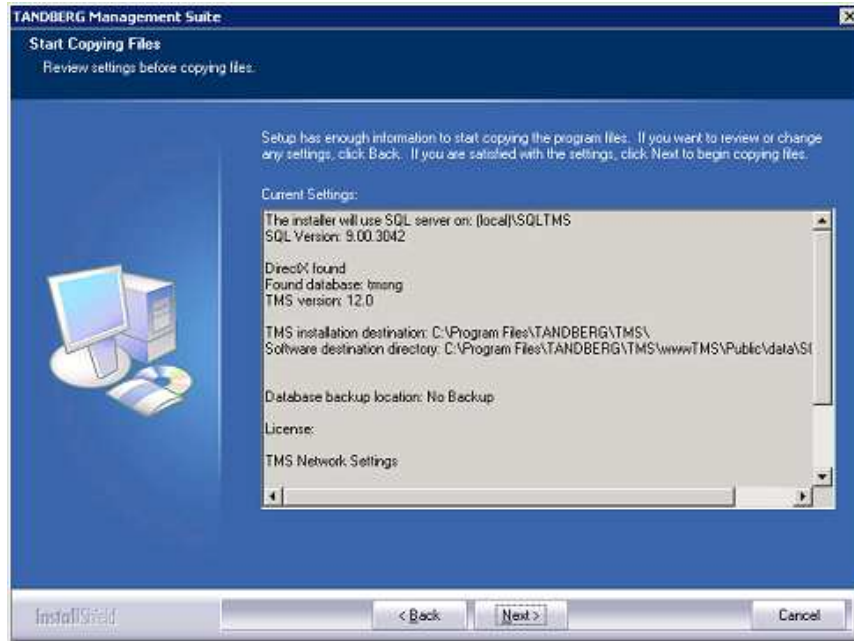 TANDBERG Management Suite
Start Copying Files
Review settings before copying files.
Setup has enough information to start copying the program files. If you want to review or change
any settings, click Back. If you are satisfied with the settings, click Next to begin copying files.
Current Settings:
The installer will use SQL server on: (local)\SQLTMS
SQL Version: 9.00.3042
DirectX found
Found database: tmsng
TMS version: 12.0
TMS installation destination: C:\Program Files\TANDBERG\TMS\
Software destination directory: C:\Program Files\TANDBERG\TMS\wwwTMS\Public\data\S
Database backup location: No Backup
License:
TMS Network Settings
InstallShield
< Back
Next >
Cancel